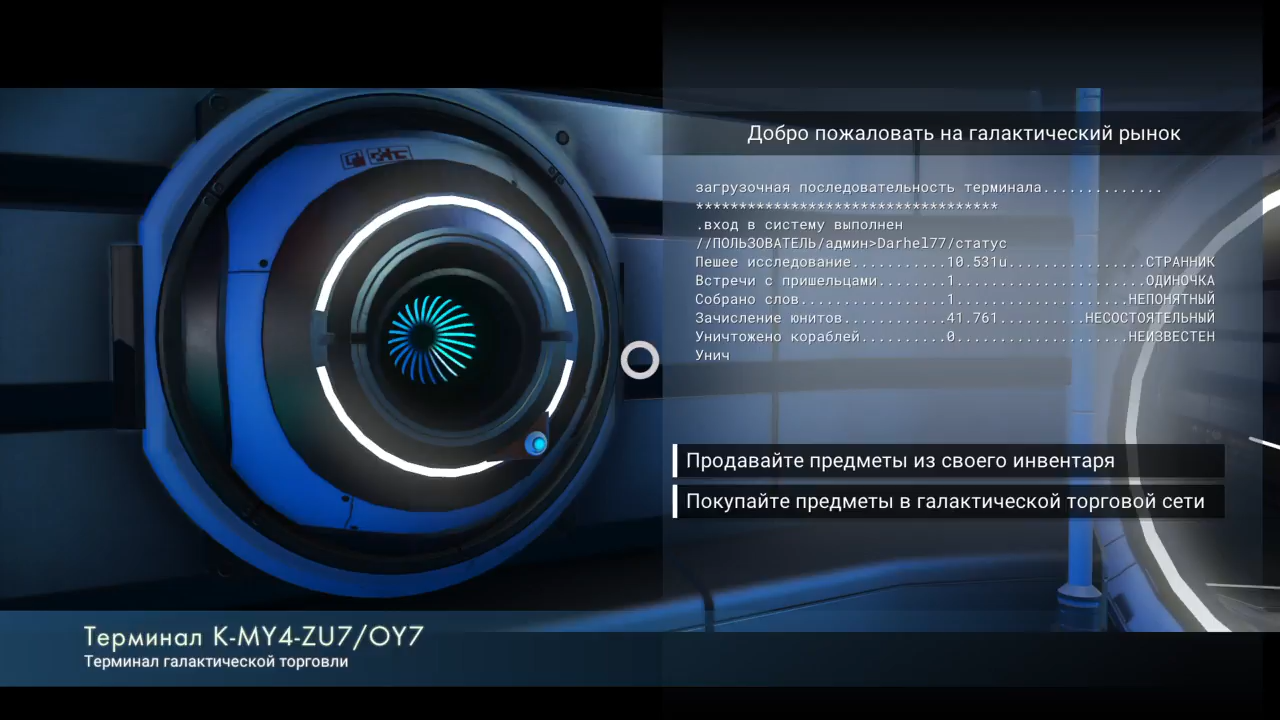 Добро пожаловать на галактический рынок
загрузочная последовательность терминала..............
***********************************
.вход в систему выполнен
//ПОЛЬЗОВАТЕЛЬ/админ>Darhel77/статус
Пешее исследование...........10.531u................СТРАННИК
Встречи с пришельцами........1......................ОДИНОЧКА
Собрано слов.................1....................НЕПОНЯТНЫЙ
Зачисление юнитов............41.761..........НЕСОСТОЯТЕЛЬНЫЙ
Уничтожено кораблей..........0....................НЕИЗВЕСТЕН
Унич
Продавайте предметы из своего инвентаря
Покупайте предметы в галактической торговой сети
Терминал K-MY4-ZU7/OY7
Терминал галактической торговли